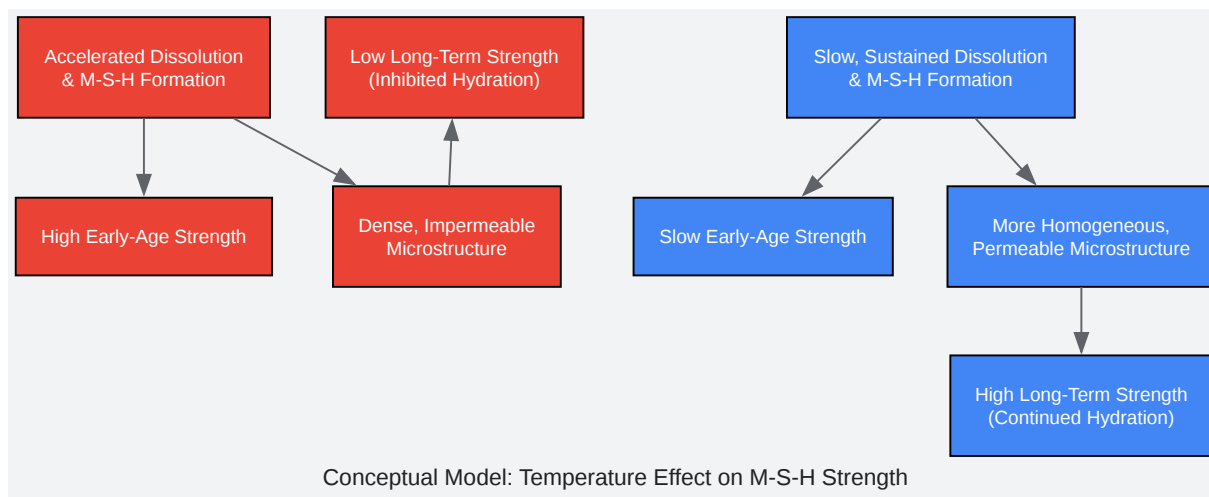 Accelerated Dissolution
& M-S-H Formation
Low Long-Term Strength
(Inhibited Hydration)
Slow, Sustained Dissolution
& M-S-H Formation
High Early-Age Strength
Dense, Impermeable
Microstructure
Slow Early-Age Strength
More Homogeneous,
Permeable Microstructure
High Long-Term Strength
(Continued Hydration)
Conceptual Model: Temperature Effect on M-S-H Strength